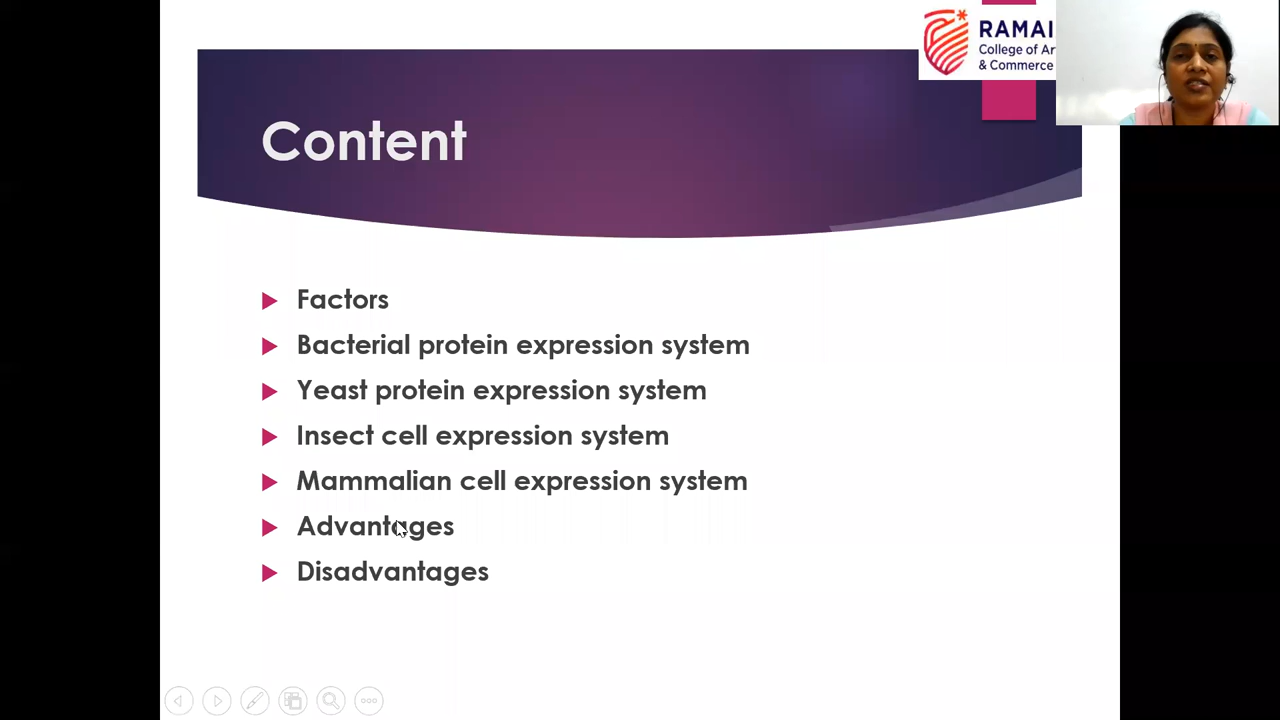 RAMAI
College of Ar
& Commerce
Content
Factors
Bacterial protein expression system
Yeast protein expression system
Insect cell expression system
Mammalian cell expression system
Advantages
Disadvantages